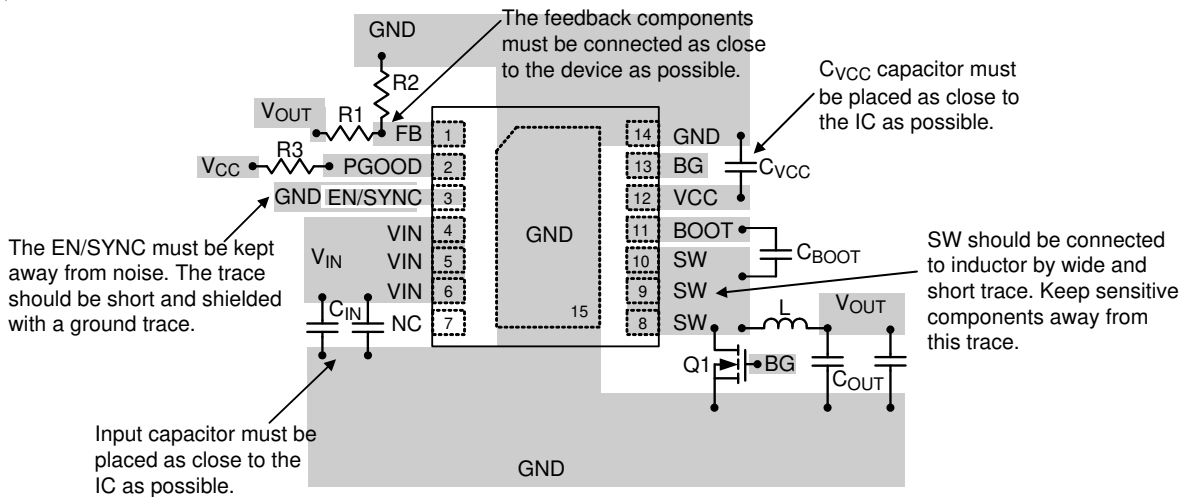 The feedback components
must be connected as close
to the device as possible.
GND
R2
VOUT
R1
FB
1
R3
VCC
PGOOD
2
GND
EN/SYNC
3
The EN/SYNC must be kept
away from noise. The trace
should be short and shielded
with a ground trace.
VIN
VIN
4
VIN
5
VIN
6
CIN
NC
7
GND
15
Input capacitor must be
placed as close to the
IC as possible.
CVCC capacitor must
be placed as close to
the IC as possible.
14
GND
13
BG
CVCC
12
VCC
11
BOOT
10
SW
CBOOT
9
SW
8
SW
SW should be connected
to inductor by wide and
short trace. Keep sensitive
components away from
this trace.
L
VOUT
Q1
BG
COUT
GND